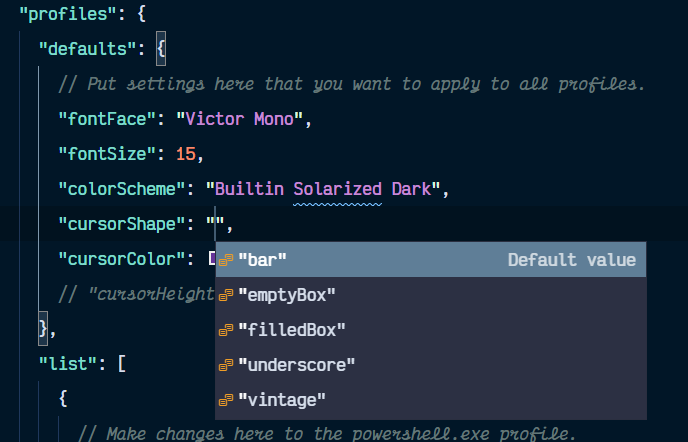 "profiles": {
"defaults": {
// Put settings here that you want to apply to all profiles.
"fontFace": "Victor Mono",
"fontSize": 15,
"colorScheme": "Builtin Solarized Dark",
"cursorShape": "",
"cursorColor":
"bar" Default value
// "cursorHeight
"emptyBox"
},
"filledBox"
"list": [
"underscore"
{
"vintage"
// Make changes here to the powershell.exe profile.